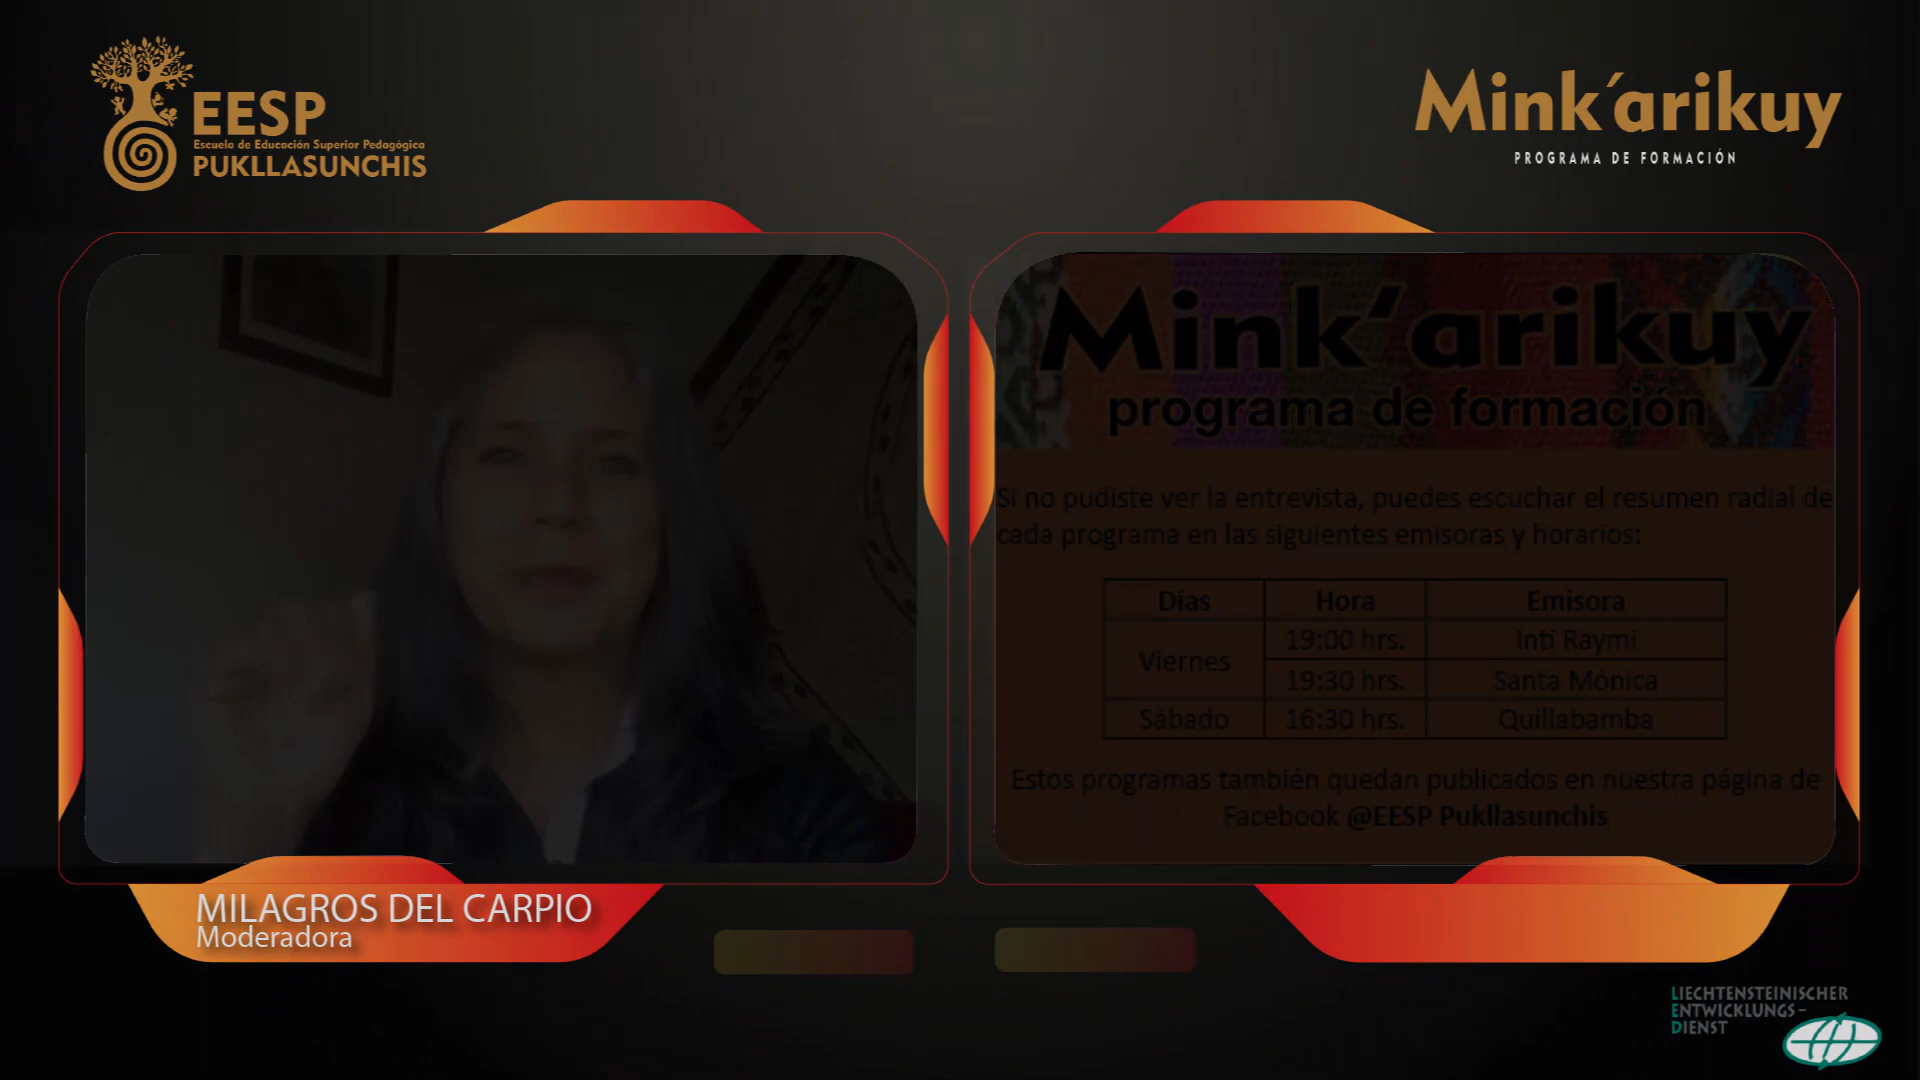 EESP
Escuela de Educación Superior Pedagógica
PUKLLASUNCHIS
Mink'arikuy
PROGRAMA DE FORMACIÓN
Mink'arikuy
programa de formación
Si no pudiste ver la entrevista, puedes escuchar el resumen radial de
cada programa en las siguientes emisoras y horarios:
Días Hora Emisora
Viernes 19:00 hrs. Inti Raymi
19:30 hrs. Santa Mónica
Sábado 16:30 hrs. Quillabamba
Estos programas también quedan publicados en nuestra página de
Facebook @EESP Pukllasunchis
MILAGROS DEL CARPIO
Moderadora
LIECHTENSTEINISCHER
ENTWICKLUNGS-
DIENST